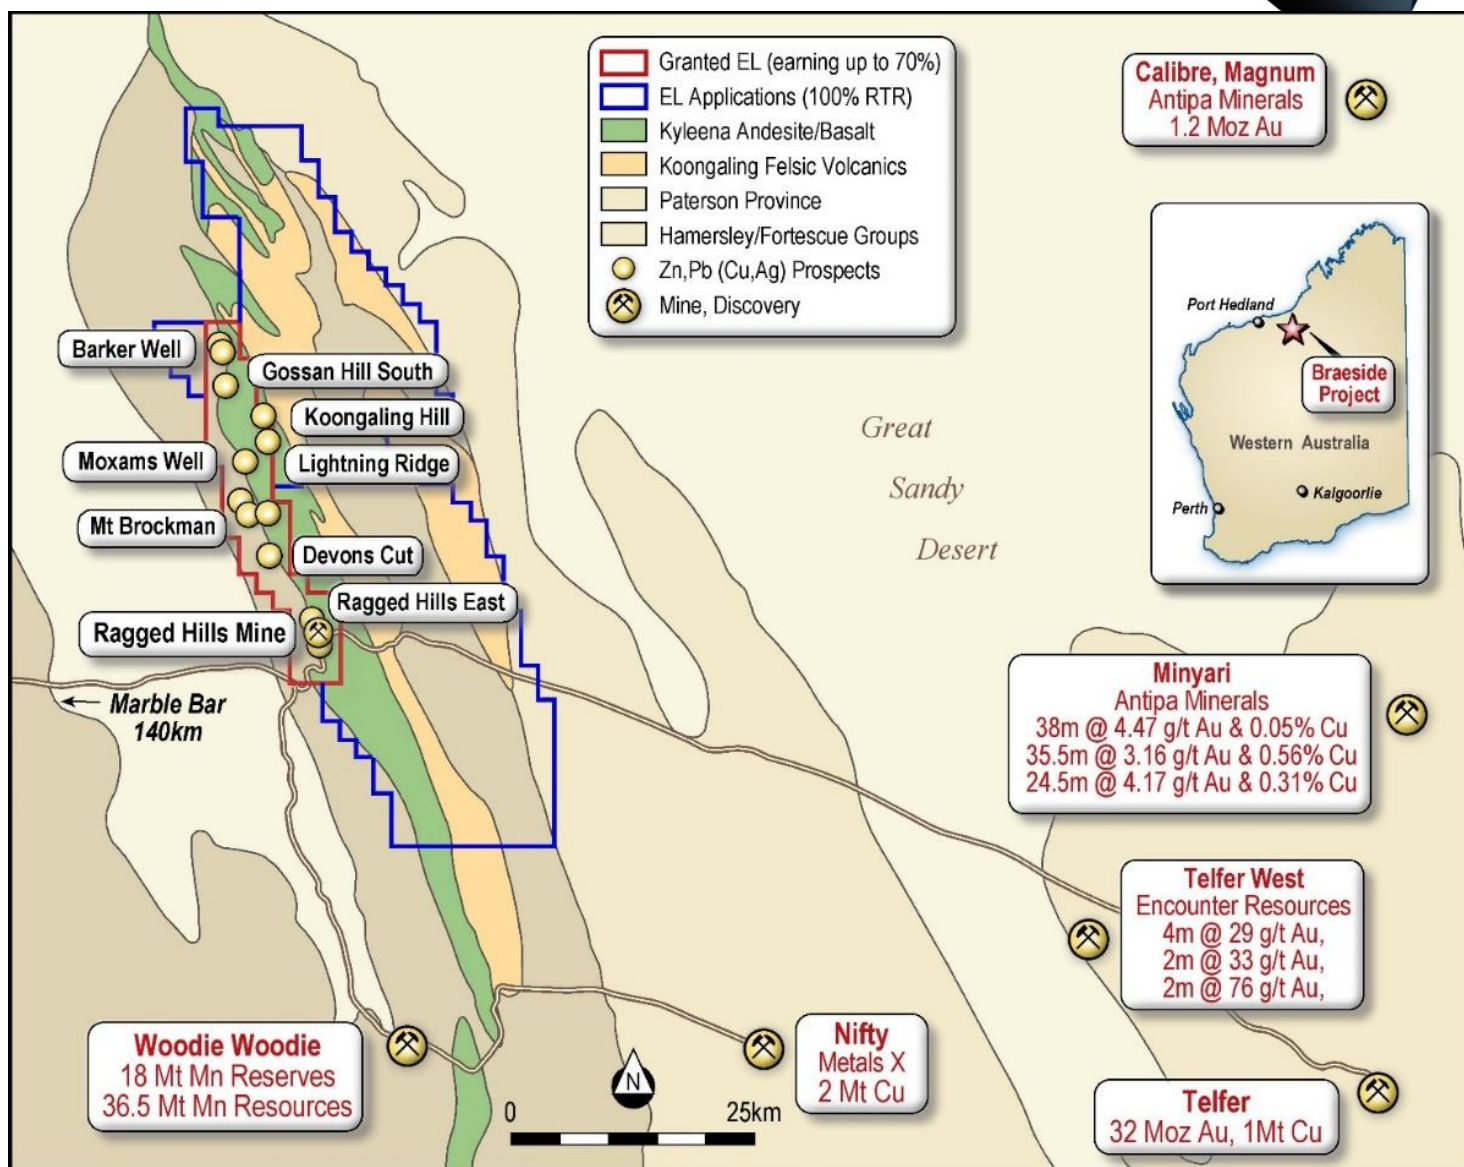 Granted EL (earning up to 70%)
EL Applications (100% RTR)
Kyleena Andesite/Basalt
Koongaling Felsic Volcanics
Paterson Province
Hamersley/Fortescue Groups
Zn,Pb (Cu,Ag) Prospects
Mine, Discovery
Calibre, Magnum
Antipa Minerals
1.2 Moz Au
Port Hedland
Braeside
Project
Western Australia
Kalgoorlie
Perth
Barker Well
Gossan Hill South
Koongaling Hill
Moxams Well
Lightning Ridge
Mt Brockman
Devons Cut
Ragged Hills East
Ragged Hills Mine
Marble Bar
140km
Great
Sandy
Desert
Minyari
Antipa Minerals
38m @ 4.47 g/t Au & 0.05% Cu
35.5m @ 3.16 g/t Au & 0.56% Cu
24.5m @ 4.17 g/t Au & 0.31% Cu
Telfer West
Encounter Resources
4m @ 29 g/t Au,
2m @ 33 g/t Au,
2m @ 76 g/t Au,
Woodie Woodie
18 Mt Mn Reserves
36.5 Mt Mn Resources
Nifty
Metals X
2 Mt Cu
Telfer
32 Moz Au, 1Mt Cu
N
0 25km